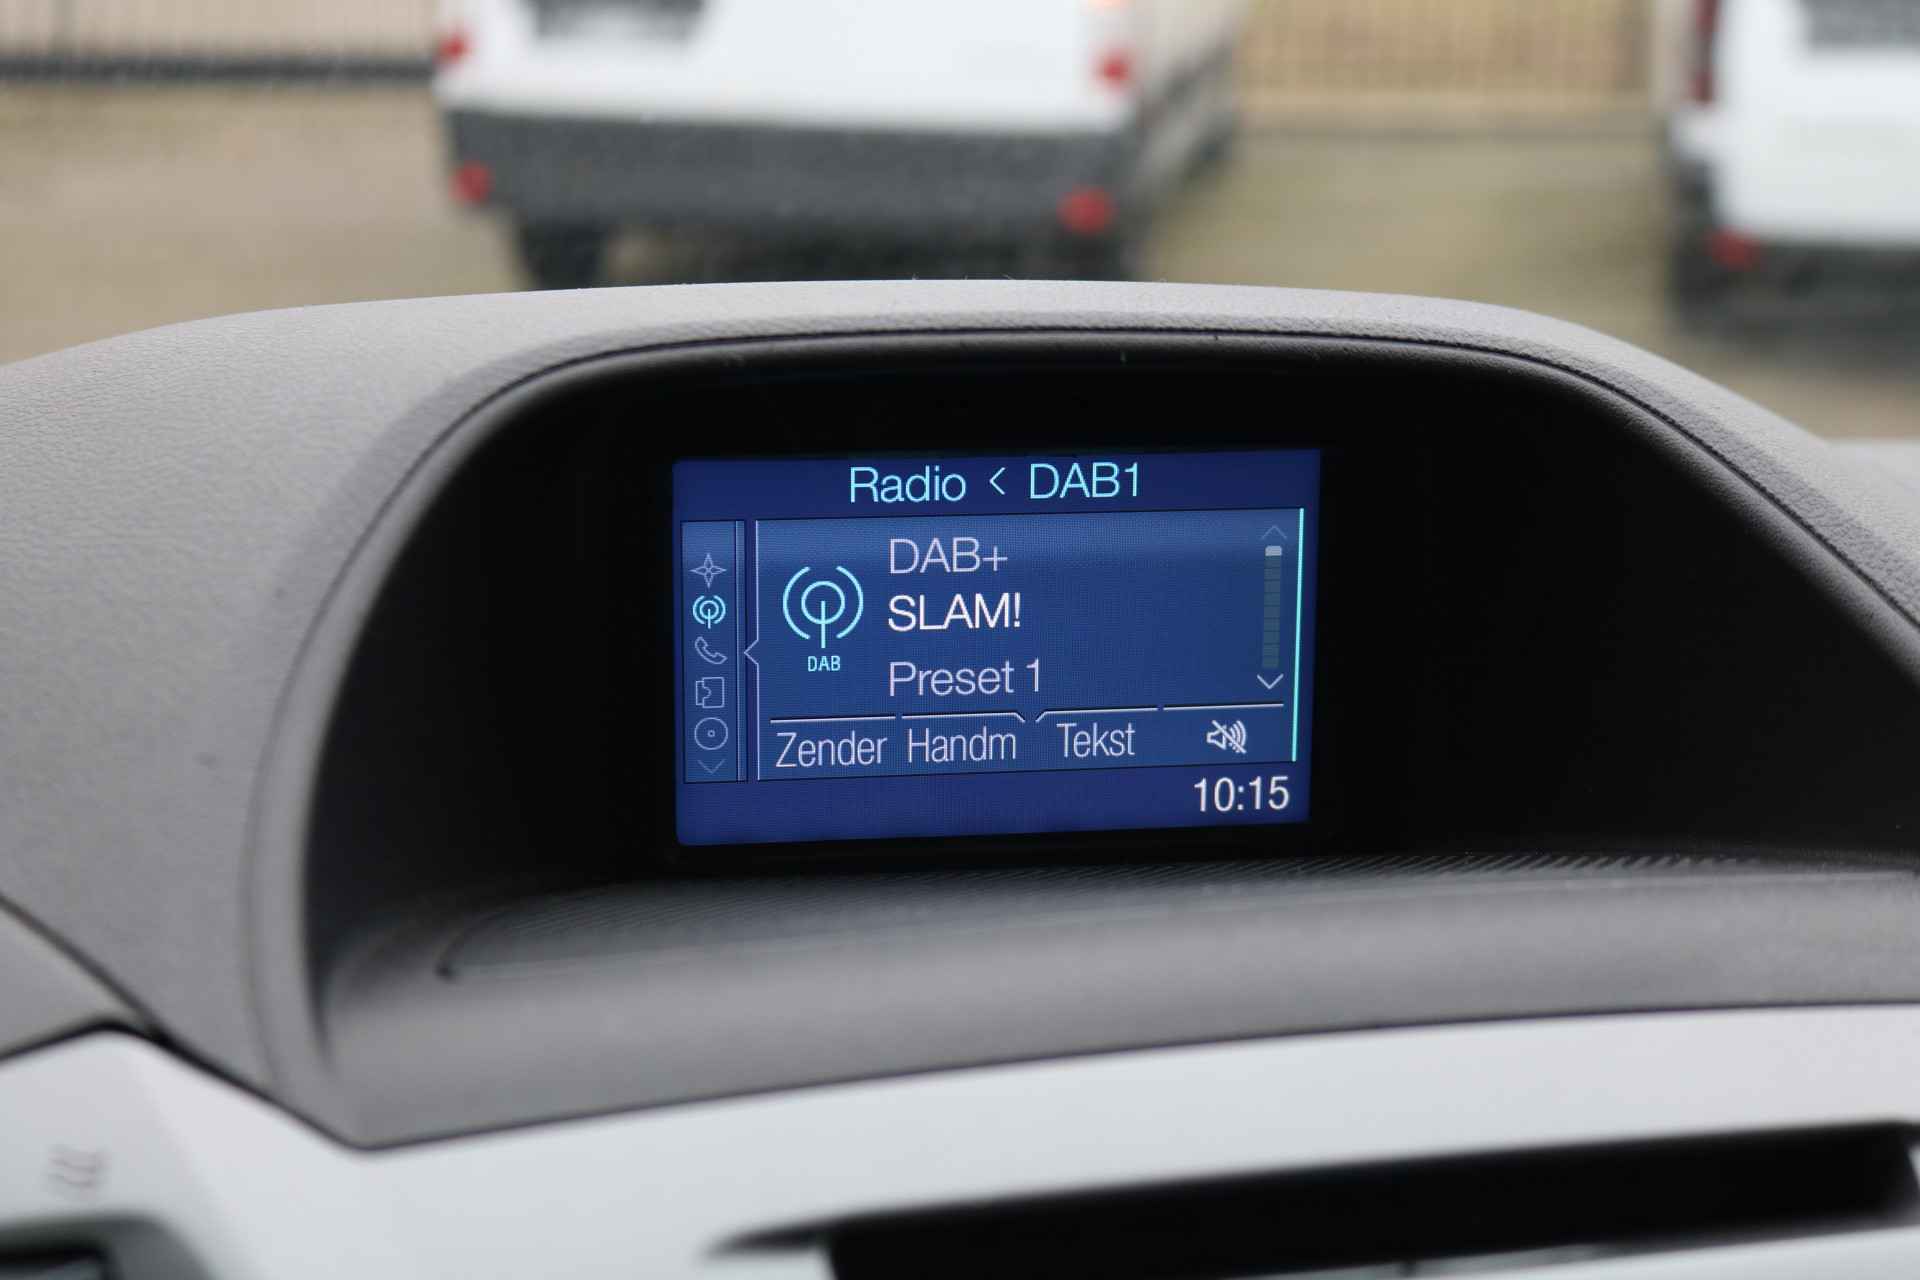 Radio < DAB1
DAB+
SLAM!
DAB
Preset 1
Zender Handm Tekst
10:15